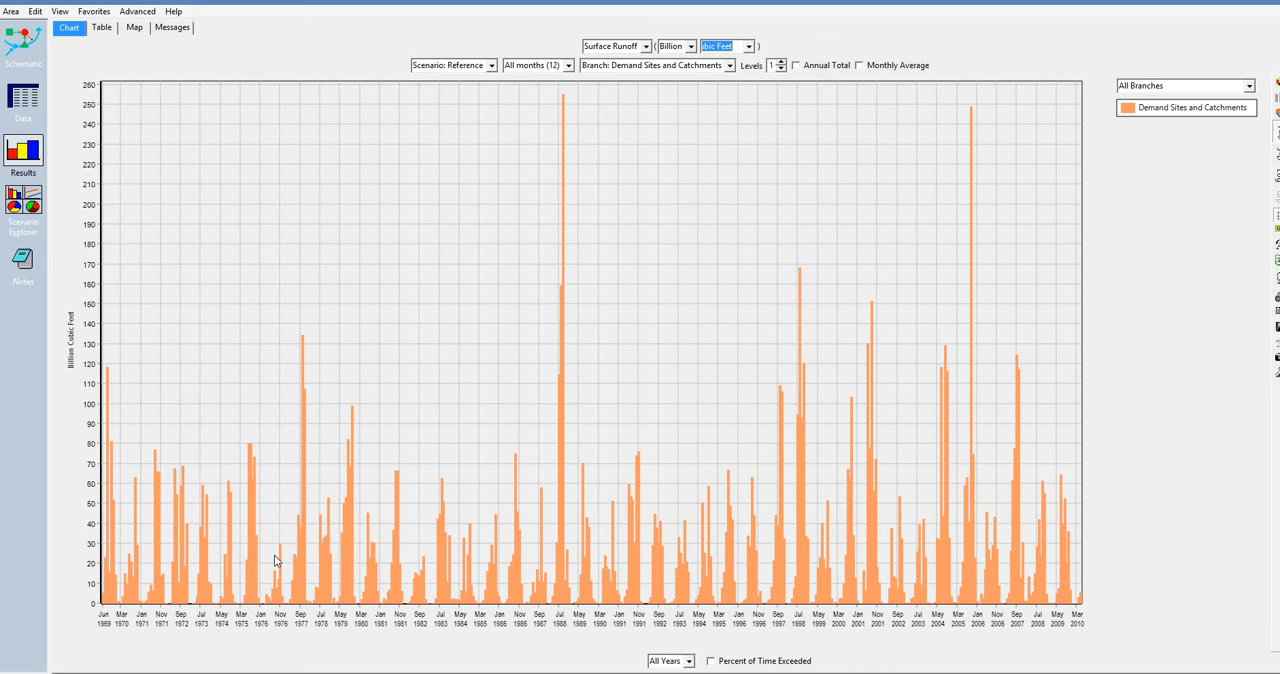 Area Edit View Favorites Advanced Help
Chart Table Map Messages
Schematic
Data
Results
Scenario
Explorer
Notes
Surface Runoff ( Billion ubic Feet )
Scenario: Reference All months (12) Branch: Demand Sites and Catchments Levels 1 Annual Total Monthly Average
All Branches
Demand Sites and Catchments
Billion Cubic Feet
260
250
240
230
220
210
200
190
180
170
160
150
140
130
120
110
100
90
80
70
60
50
40
30
20
10
0
Jun Mar Jan Nov Sep Jul May Mar Jan Nov Sep Jul May Mar Jan Nov Sep Jul May Mar Jan Nov Sep Jul May Mar Jan Nov Sep Jul May Mar Jan Nov Sep Jul May Mar Jan Nov Sep Jul May Mar Jan Nov Sep Jul May Mar
1969 1970 1971 1971 1972 1973 1974 1975 1976 1976 1977 1978 1979 1980 1981 1981 1982 1983 1984 1985 1986 1986 1987 1988 1989 1990 1991 1991 1992 1993 1994 1995 1996 1996 1997 1998 1999 2000 2001 2001 2002 2003 2004 2005 2006 2006 2007 2008 2009 2010
All Years Percent of Time Exceeded